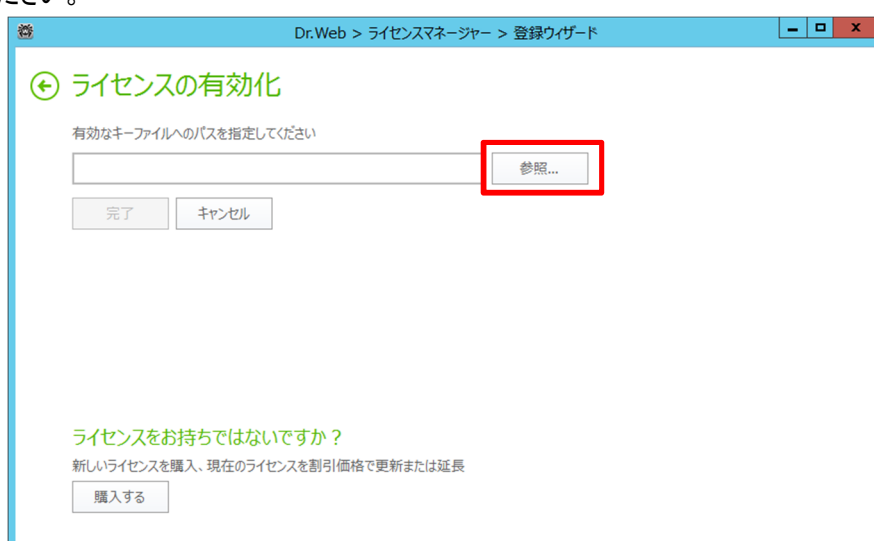 ださい。
Dr.Web > ライセンスマネージャー > 登録ウィザード
ライセンスの有効化
有効なキーファイルへのパスを指定してください
参照...
完了 キャンセル
ライセンスをお持ちではないですか？
新しいライセンスを購入、現在のライセンスを割引価格で更新または延長
購入する